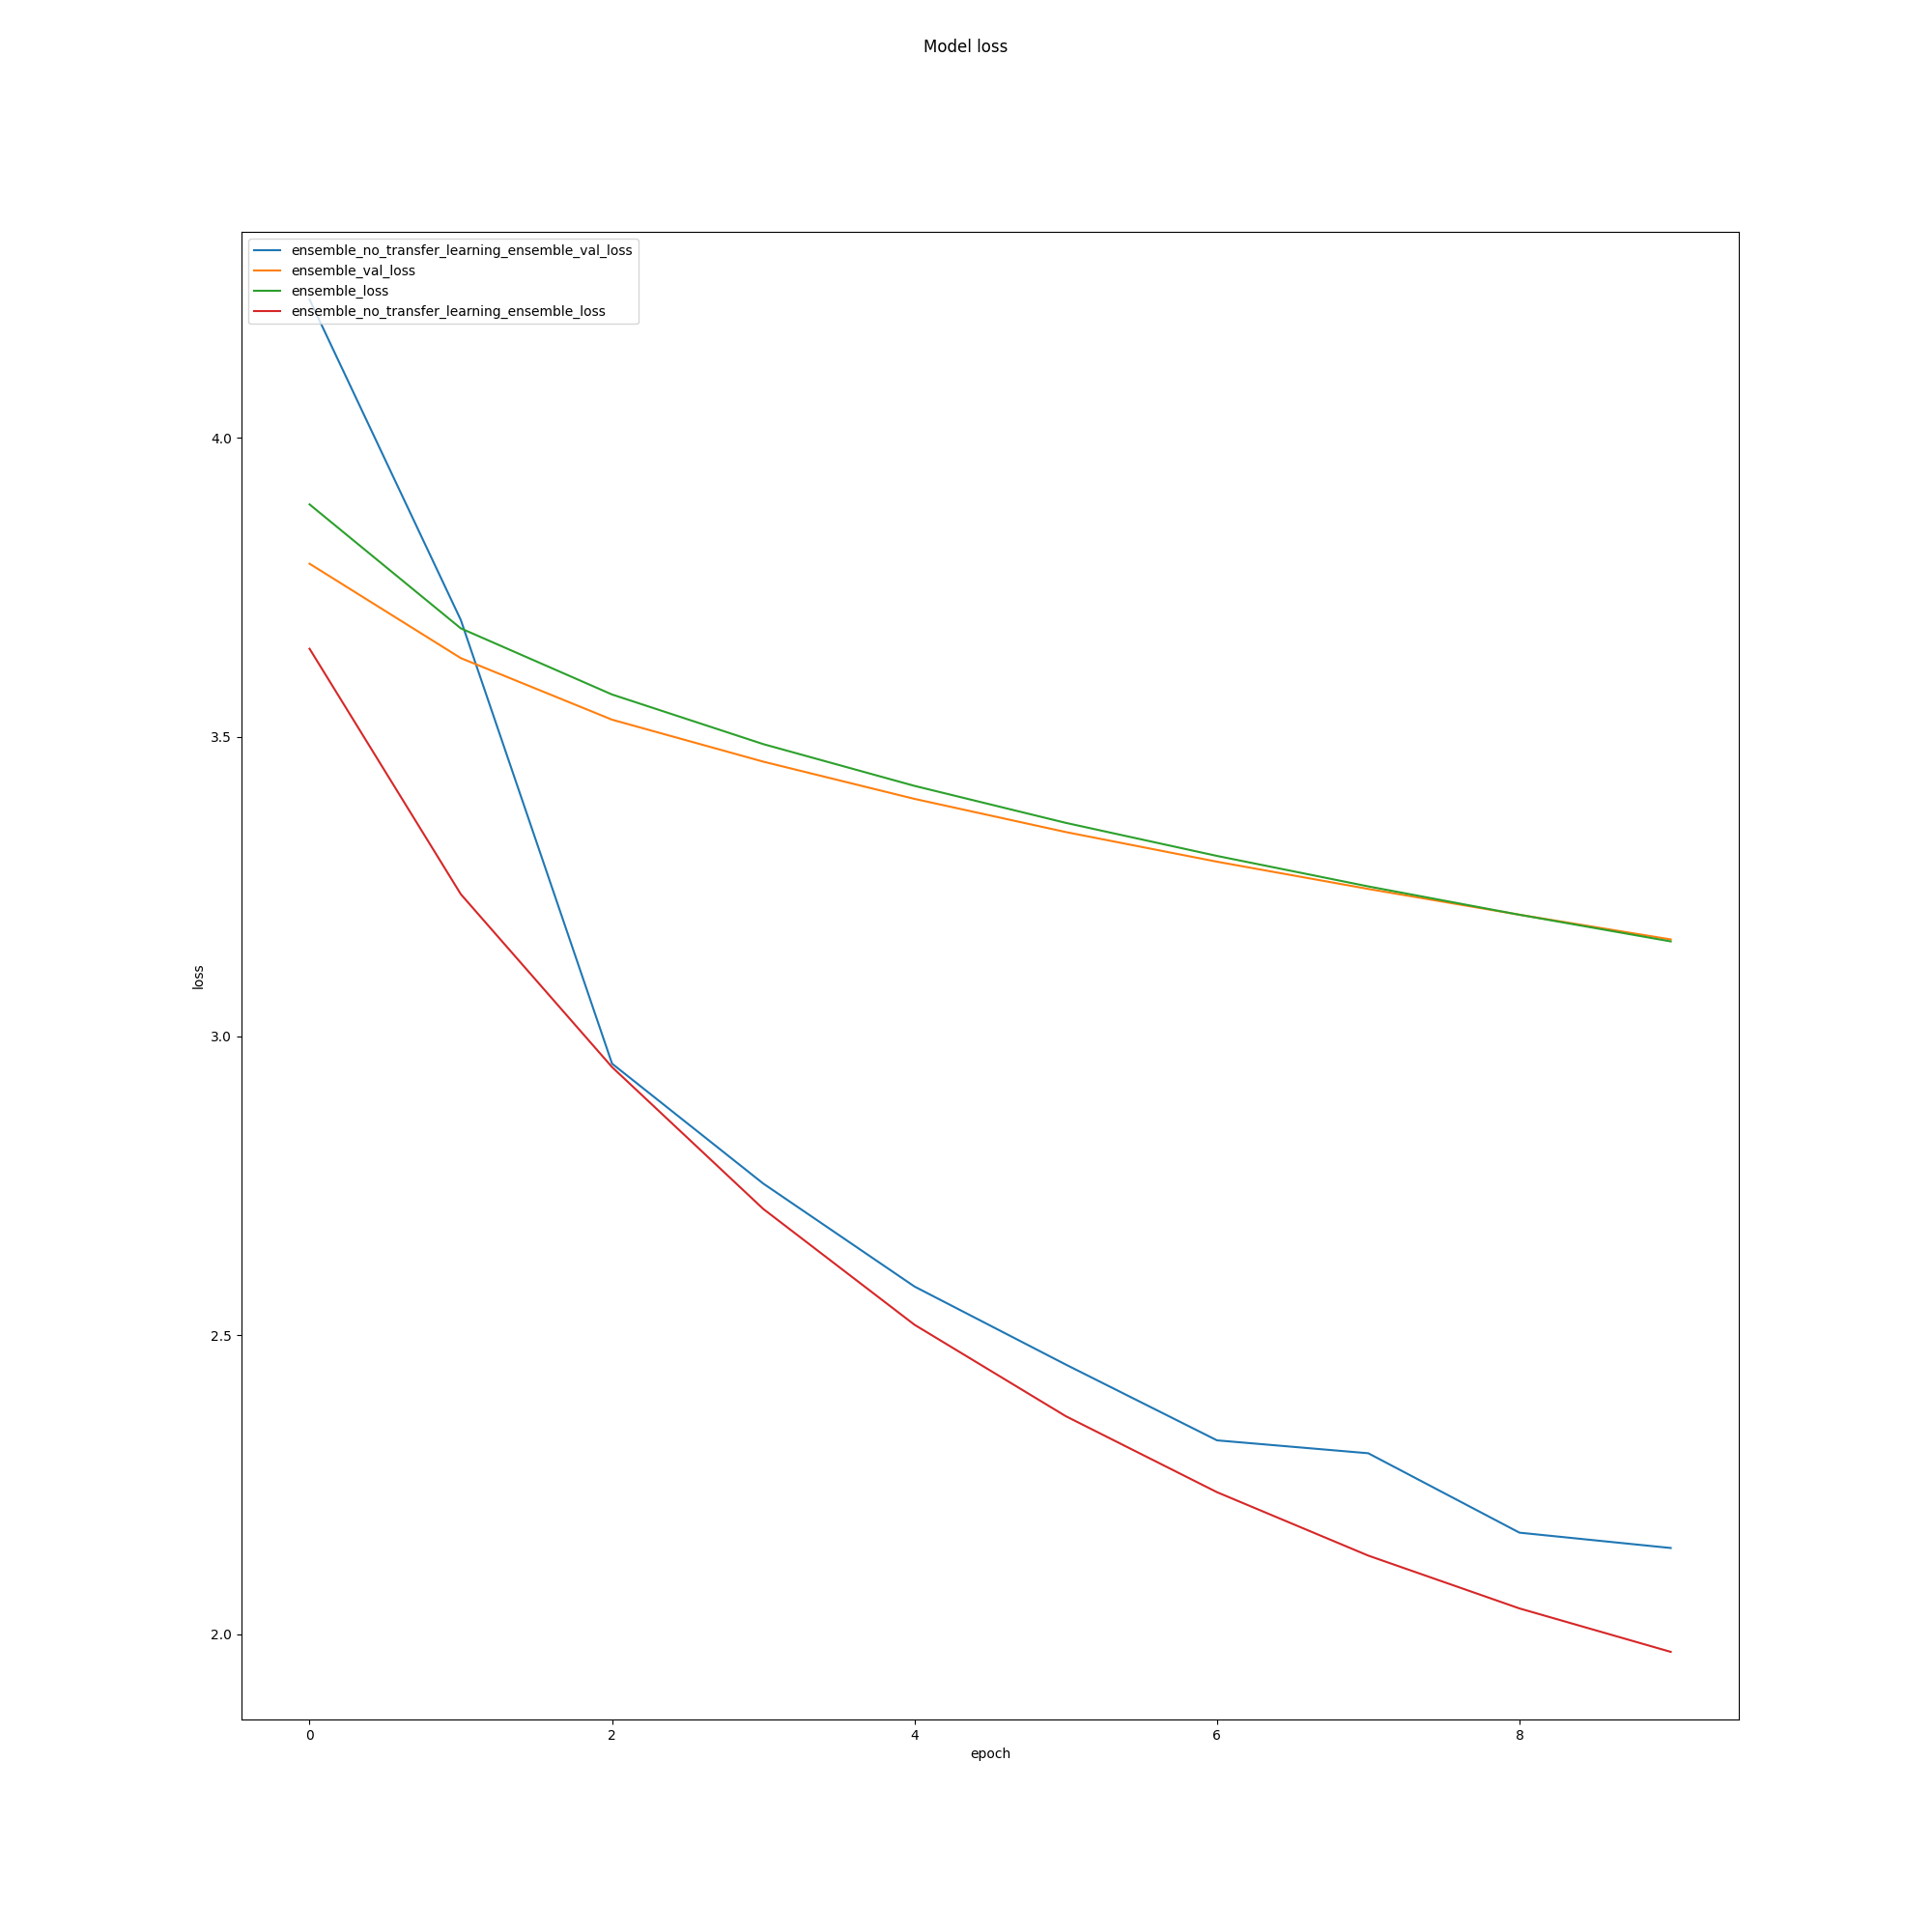 Model loss
ensemble_no_transfer_learning_ensemble_val_loss
ensemble_val_loss
ensemble_loss
ensemble_no_transfer_learning_ensemble_loss
4.0
3.5
3.0
2.5
2.0
loss
0 2 4 6 8
epoch